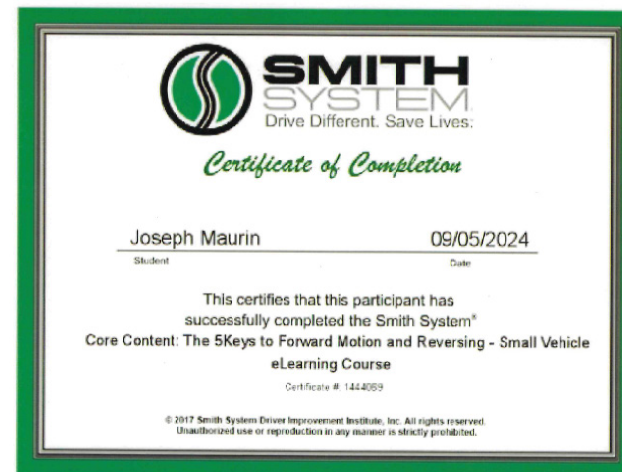 SMITH
SYSTEM
Drive Different. Save Lives.
Certificate of Completion
Joseph Maurin 09/05/2024
Student Date
This certifies that this participant has
successfully completed the Smith System®
Core Content: The 5Keys to Forward Motion and Reversing - Small Vehicle
eLearning Course
Certificate #: 1444069
© 2017 Smith System Driver Improvement Institute, Inc. All rights reserved.
Unauthorized use or reproduction in any manner is strictly prohibited.